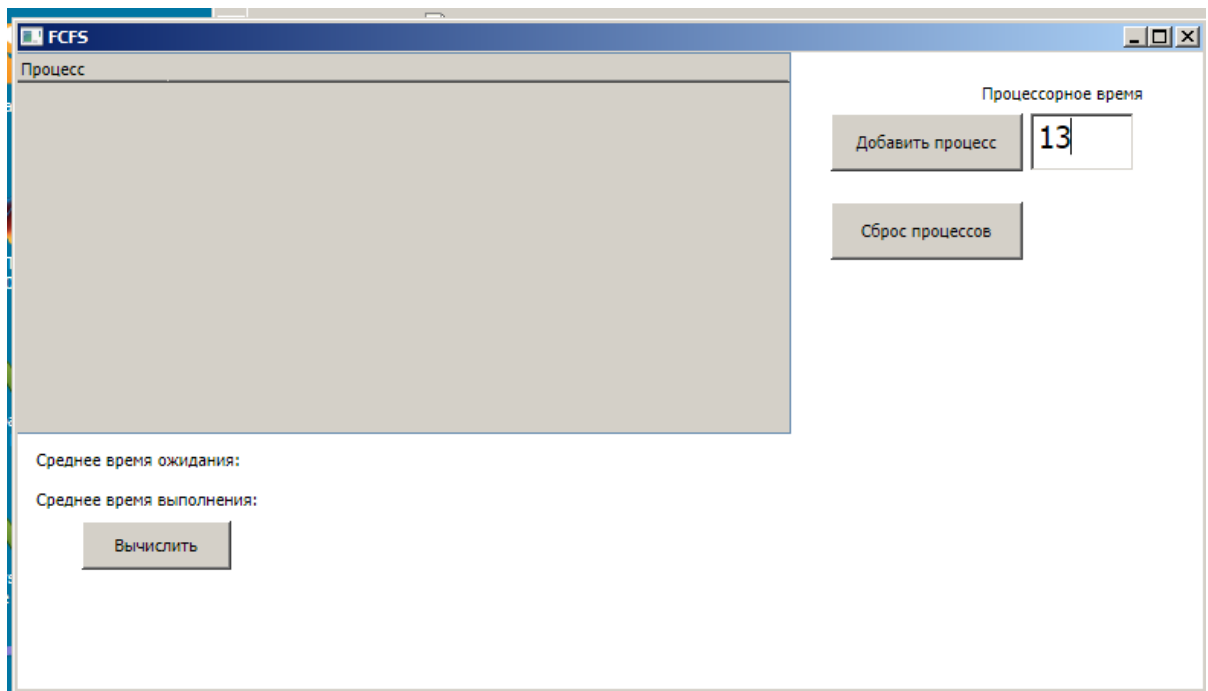 FCFS
Процесс
Процессорное время
Добавить процесс 13
Сброс процессов
Среднее время ожидания:
Среднее время выполнения:
Вычислить